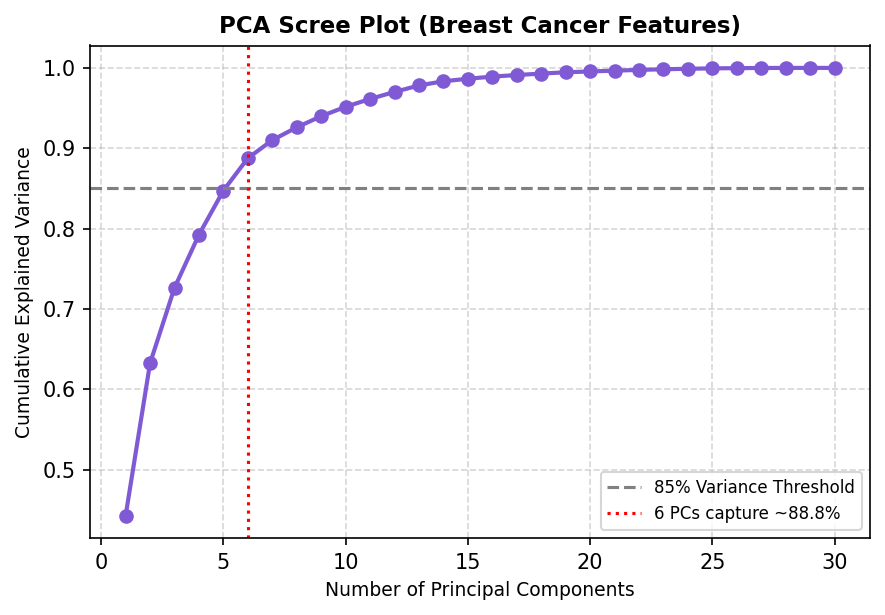 PCA Scree Plot (Breast Cancer Features)
Cumulative Explained Variance
1.0
0.9
0.8
0.7
0.6
0.5
85% Variance Threshold
6 PCs capture ~88.8%
0 5 10 15 20 25 30
Number of Principal Components